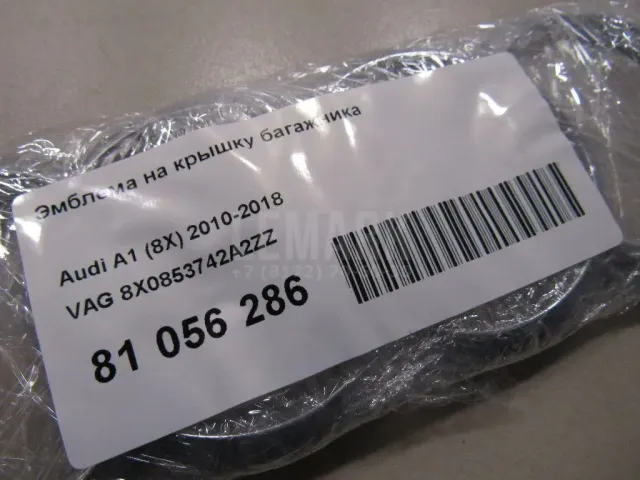 Эмблема на крышку багажника
Audi A1 (8X) 2010-2018
VAG 8X0853742A2ZZ
81 056 286